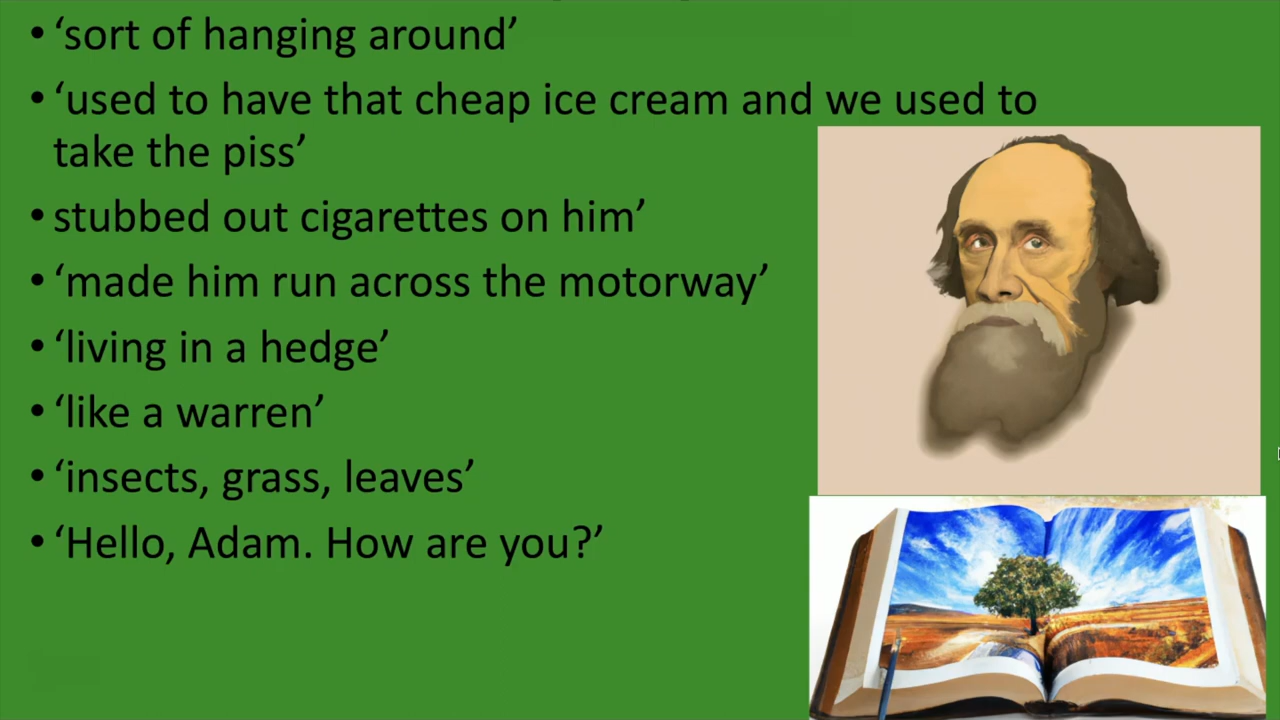 • ‘sort of hanging around’
• ‘used to have that cheap ice cream and we used to
take the piss’
• stubbed out cigarettes on him’
• ‘made him run across the motorway’
• ‘living in a hedge’
• ‘like a warren’
• ‘insects, grass, leaves’
• ‘Hello, Adam. How are you?’